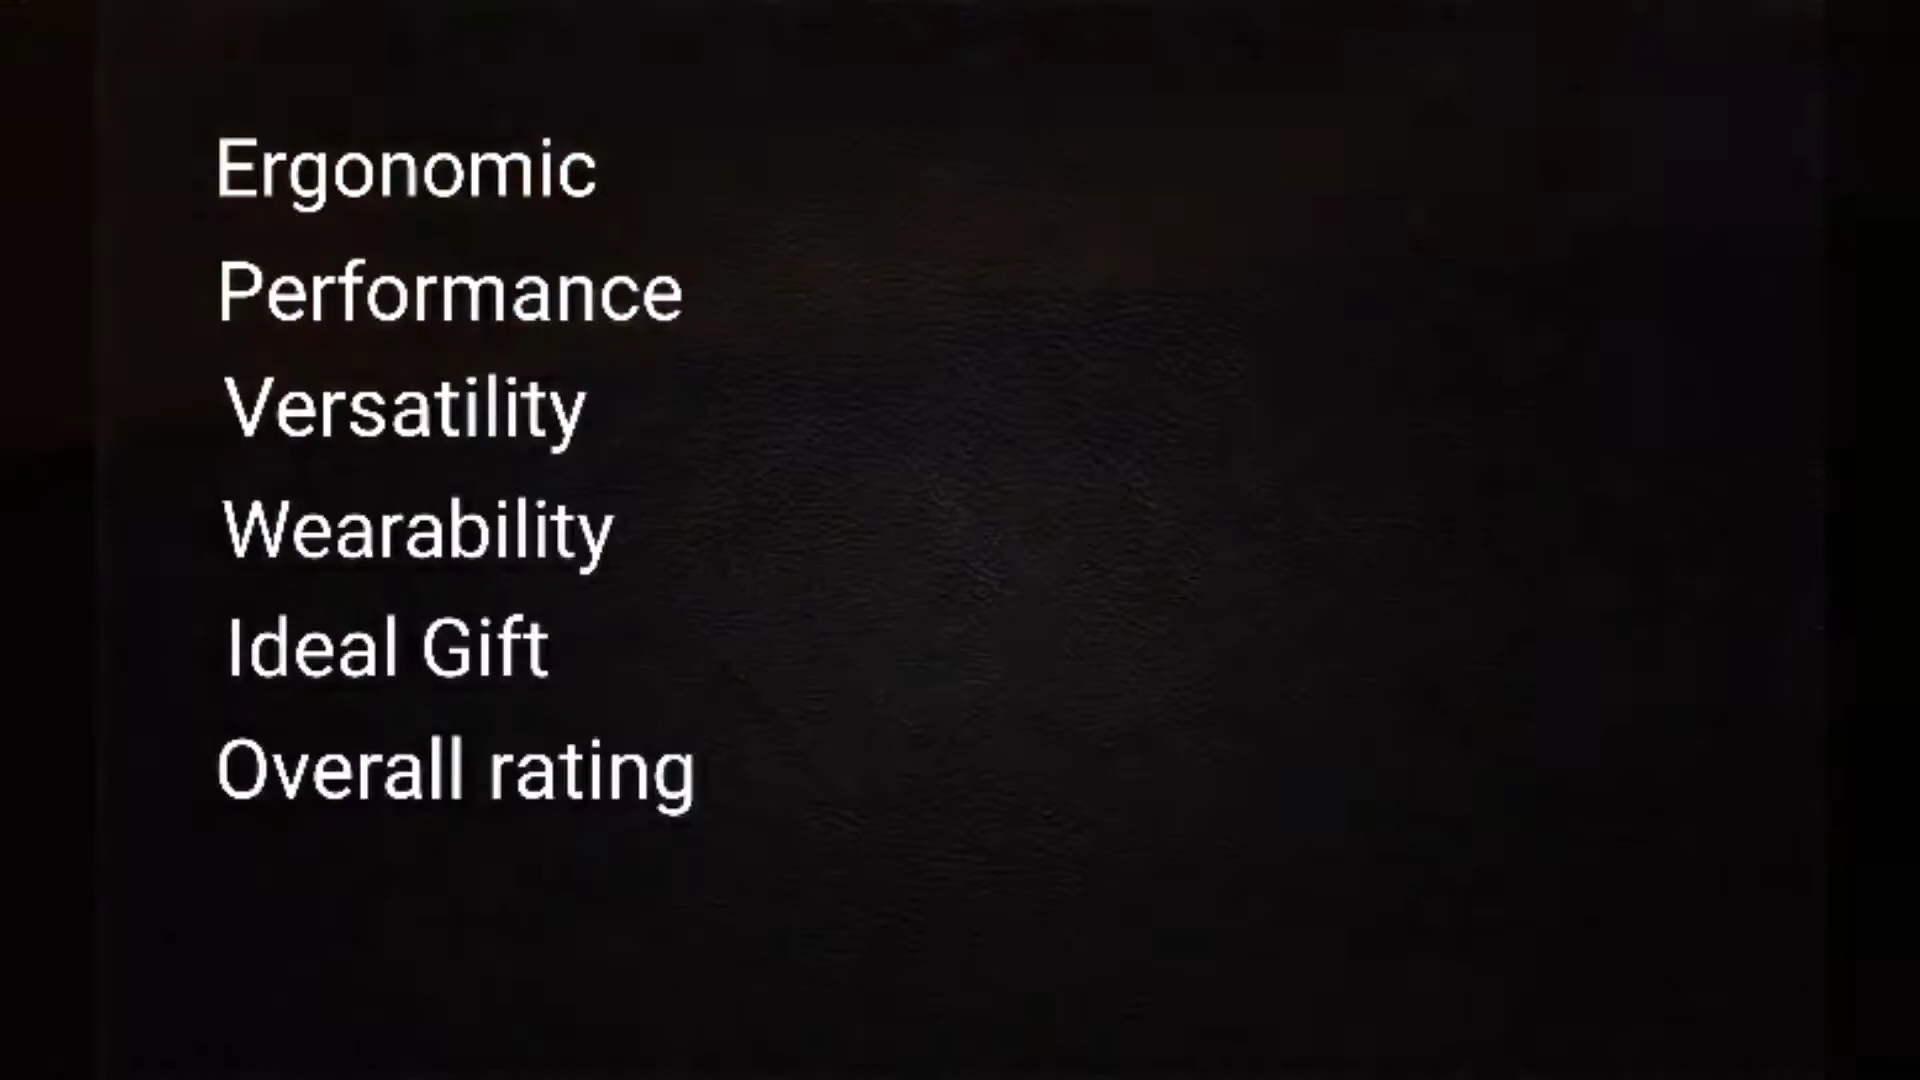 Ergonomic
Performance
Versatility
Wearability
Ideal Gift
Overall rating